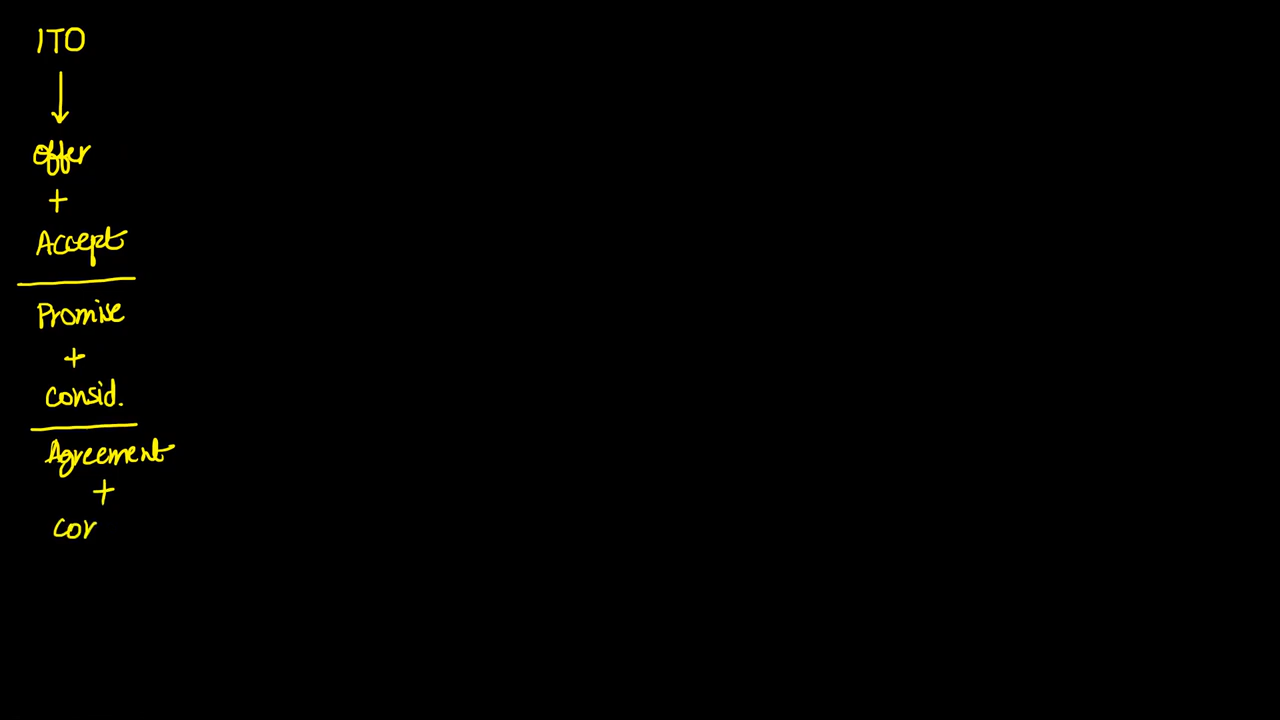 ITO
↓
Offer
+
Accept
Promise
+
Consid.
Agreement
+
Cor